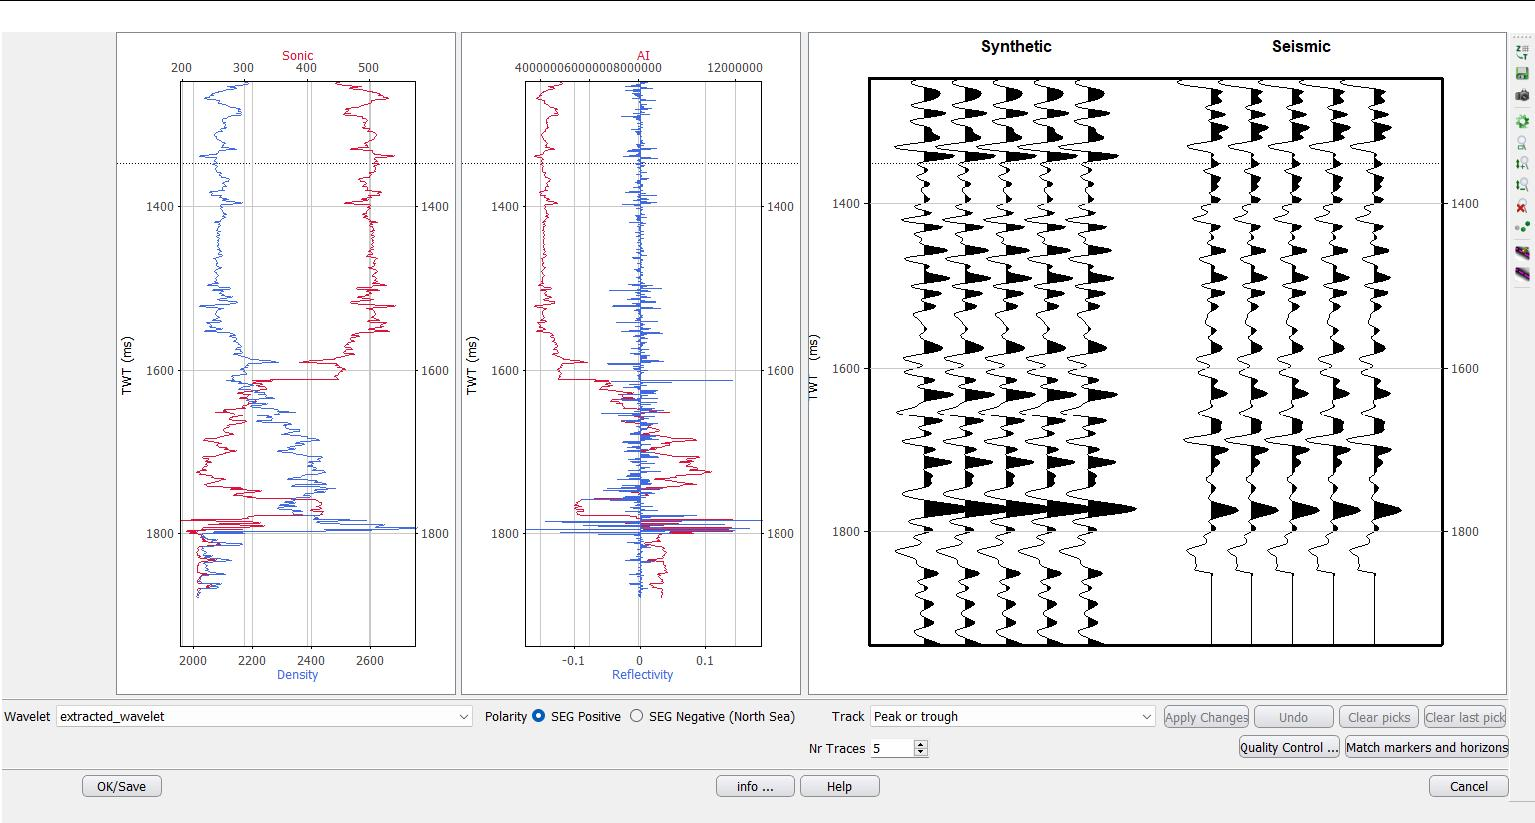 Sonic
200 300 400 500
AI
4000000 6000000 8000000 12000000
Synthetic Seismic
1400 1400
1600 1600
1800 1800
TWT (ms)
2000 2200 2400 2600
Density
1400 1400
1600 1600
1800 1800
TWT (ms)
-0.1 0 0.1
Reflectivity
1400 1400
1600 1600
1800 1800
TWT (ms)
Wavelet extracted_wavelet Polarity SEG Positive SEG Negative (North Sea) Track Peak or trough Apply Changes Undo Clear picks Clear last pick
Nr Traces 5 Quality Control ... Match markers and horizons
OK/Save info ... Help Cancel